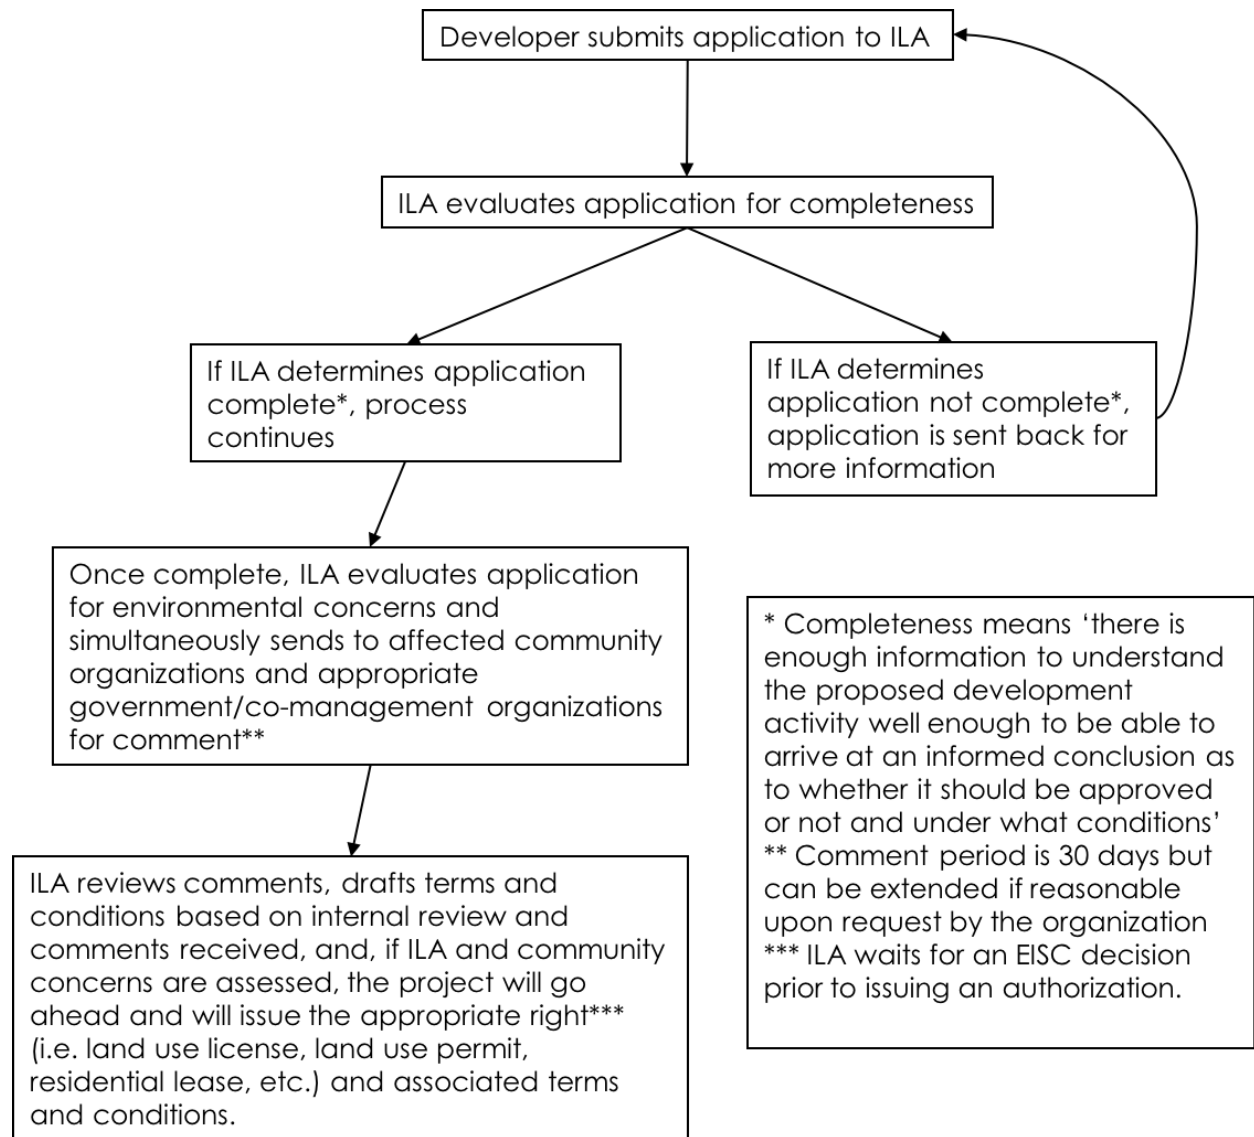 Developer submits application to ILA
ILA evaluates application for completeness
If ILA determines application
complete*, process
continues
If ILA determines
application not complete*,
application is sent back for
more information
Once complete, ILA evaluates application
for environmental concerns and
simultaneously sends to affected community
organizations and appropriate
government/co-management organizations
for comment**
* Completeness means ‘there is
enough information to understand
the proposed development
activity well enough to be able to
arrive at an informed conclusion as
to whether it should be approved
or not and under what conditions’
** Comment period is 30 days but
can be extended if reasonable
upon request by the organization
*** ILA waits for an EISC decision
prior to issuing an authorization.
ILA reviews comments, drafts terms and
conditions based on internal review and
comments received, and, if ILA and community
concerns are assessed, the project will go
ahead and will issue the appropriate right***
(i.e. land use license, land use permit,
residential lease, etc.) and associated terms
and conditions.